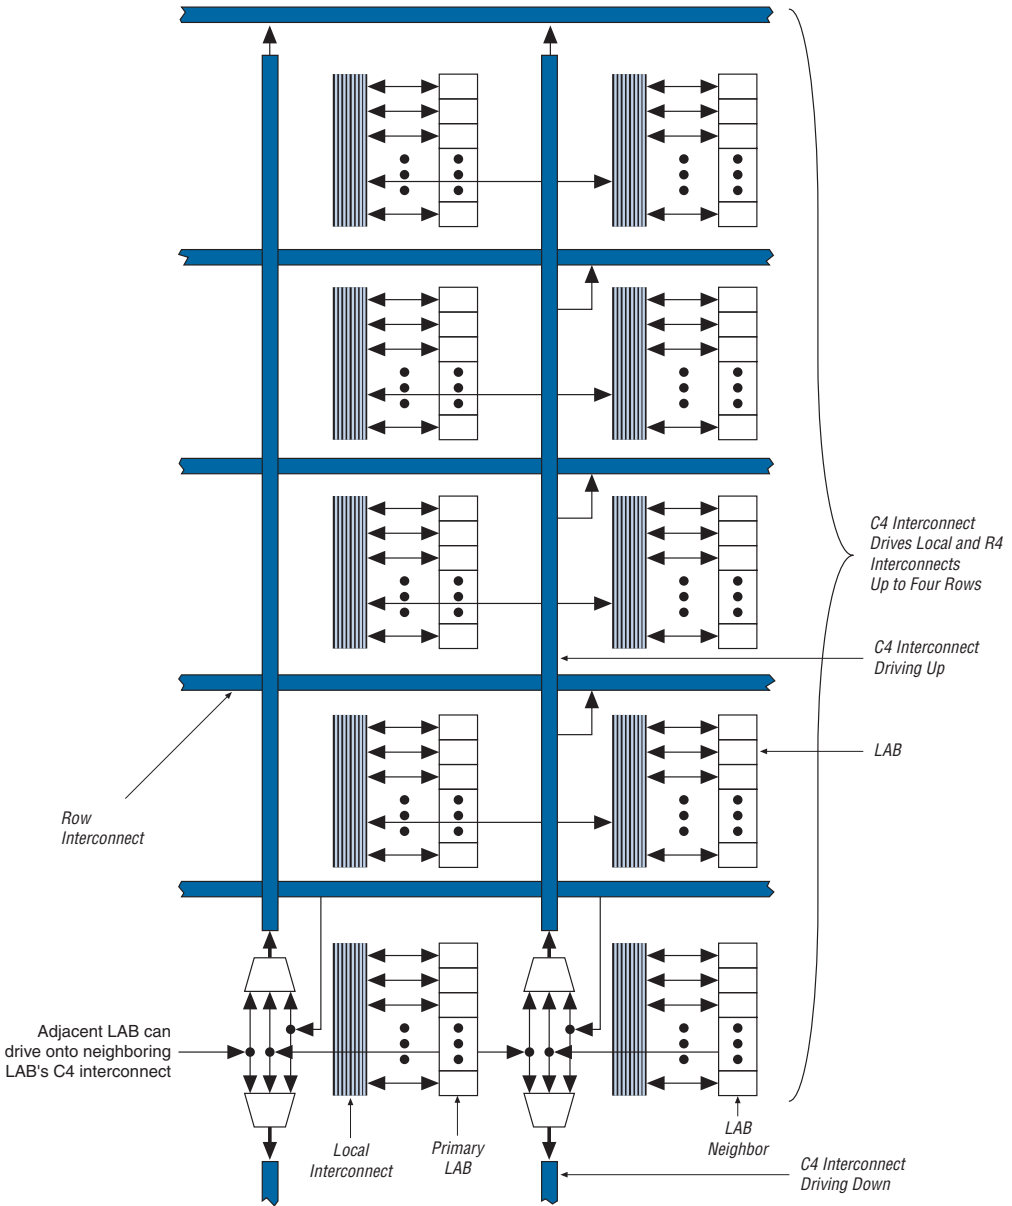 C4 Interconnect
Drives Local and R4
Interconnects
Up to Four Rows
C4 Interconnect
Driving Up
LAB
Row
Interconnect
Adjacent LAB can
drive onto neighboring
LAB's C4 interconnect
Local
Interconnect
Primary
LAB
LAB
Neighbor
C4 Interconnect
Driving Down